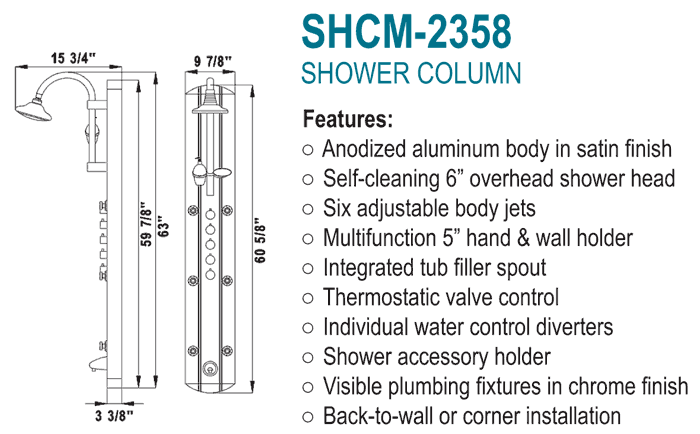 SHCM-2358
SHOWER COLUMN
Features:
○ Anodized aluminum body in satin finish
○ Self-cleaning 6” overhead shower head
○ Six adjustable body jets
○ Multifunction 5” hand & wall holder
○ Integrated tub filler spout
○ Thermostatic valve control
○ Individual water control diverters
○ Shower accessory holder
○ Visible plumbing fixtures in chrome finish
○ Back-to-wall or corner installation
15 3/4"
59 7/8"
63"
3 3/8"
9 7/8"
60 5/8"